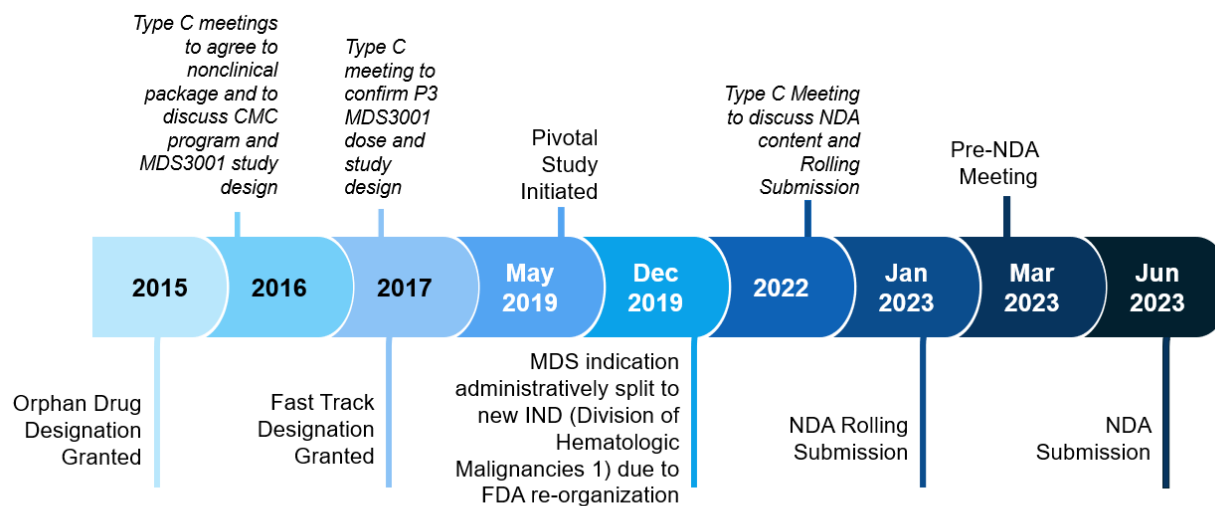 Type C meetings
to agree to
nonclinical
package and to
discuss CMC
program and
MDS3001 study
design
Type C
meeting to
confirm P3
MDS3001
dose and
study
design
Pivotal
Study
Initiated
Type C Meeting
to discuss NDA
content and
Rolling
Submission
Pre-NDA
Meeting
2015
2016
2017
May
2019
Dec
2019
2022
Jan
2023
Mar
2023
Jun
2023
Orphan Drug
Designation
Granted
Fast Track
Designation
Granted
MDS indication
administratively split to
new IND (Division of
Hematologic
Malignancies 1) due to
FDA re-organization
NDA Rolling
Submission
NDA
Submission